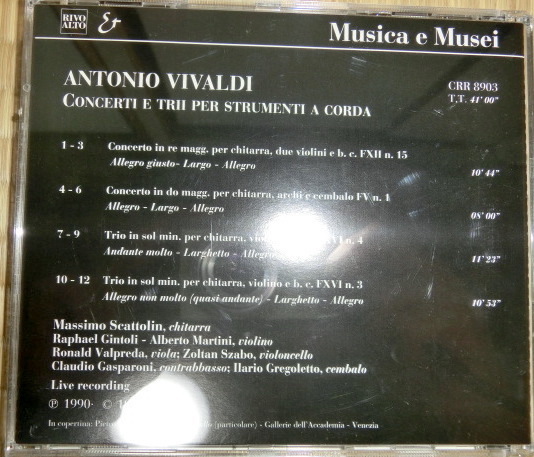 RIVO
ALTO
Musica e Musei
ANTONIO VIVALDI
CONCERTI E TRII PER STRUMENTI A CORDA
CRR 8903
T.T. 41' 00"
1 - 3 Concerto in re magg. per chitarra, due violini e b. c. FXII n. 15
Allegro giusto- Largo - Allegro
10' 44"
4 - 6 Concerto in do magg. per chitarra, archi e cembalo FV n. 1
Allegro - Largo - Allegro
08' 00"
7 - 9 Trio in sol min. per chitarra, n. 4
Andante molto - Larghetto - Allegro
11' 23"
10 - 12 Trio in sol min. per chitarra, violino e b. c. FXVI n. 3
Allegro non molto (quasi andante) - Larghetto - Allegro
10' 53"
Massimo Scattolin, chitarra
Raphael Gintoli - Alberto Martini, violino
Ronald Valpreda, viola; Zoltan Szabo, violoncello
Claudio Gasparoni, contrabbasso; Ilario Gregoletto, cembalo
Live recording
℗ 1990- ©
In copertina: (particolare) - Gallerie dell'Accademia - Venezia